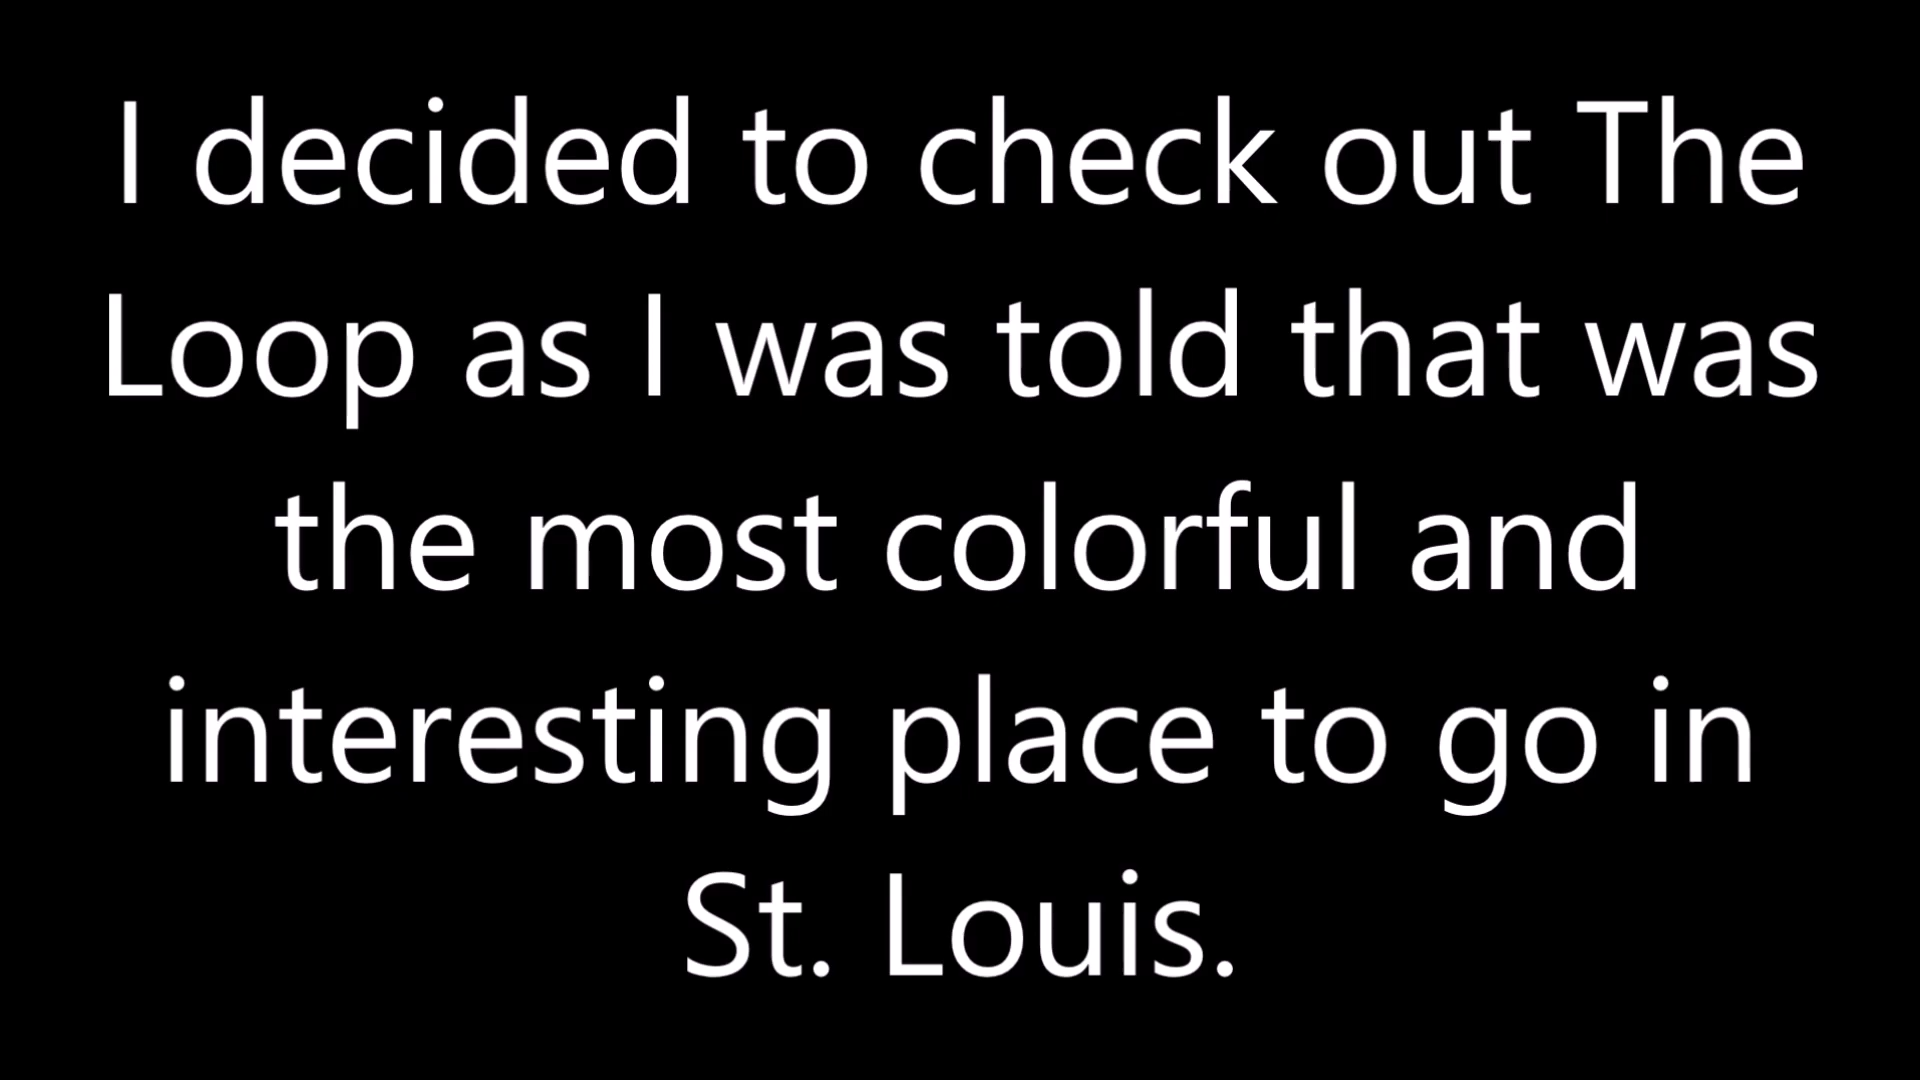 I decided to check out The
Loop as I was told that was
the most colorful and
interesting place to go in
St. Louis.